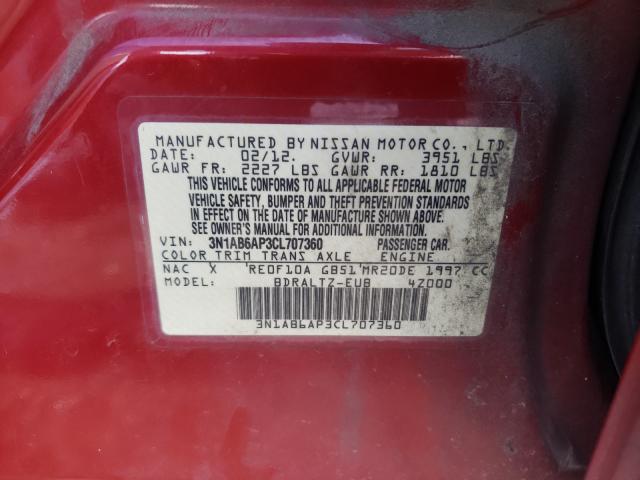 MANUFACTURED BY NISSAN MOTOR CO., LTD.
DATE: 02/12. GVWR: 3951 LBS
GAWR FR: 2227 LBS GAWR RR: 1810 LBS
THIS VEHICLE CONFORMS TO ALL APPLICABLE FEDERAL MOTOR
VEHICLE SAFETY, BUMPER AND THEFT PREVENTION STANDARDS
IN EFFECT ON THE DATE OF MANUFACTURE SHOWN ABOVE.
SEE OWNER'S MANUAL FOR ADDITIONAL INFORMATION.
VIN: 3N1AB6AP3CL707360 PASSENGER CAR.
COLOR TRIM TRANS AXLE ENGINE
NAC X 'RE0F10A GB51'MR20DE 1997 CC
MODEL: BDRALTZ-EUB 4Z000
3N1AB6AP3CL707360